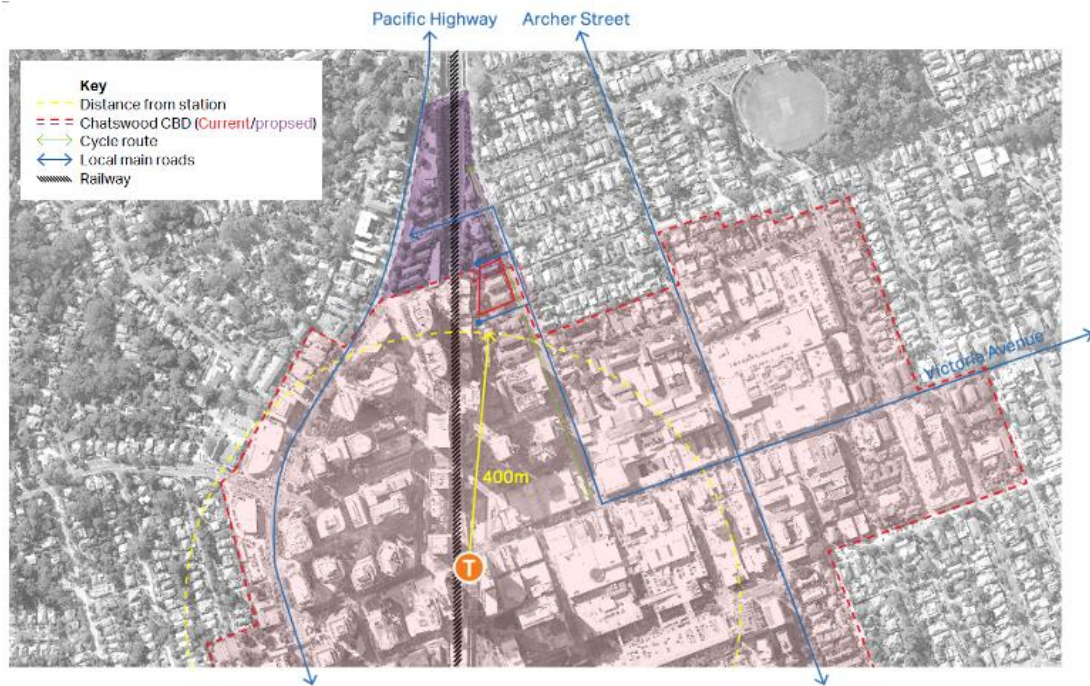 Pacific Highway
Archer Street
Key
Distance from station
Chatswood CBD (Current/propsed)
Cycle route
Local main roads
Railway
Victoria Avenue
400m
T